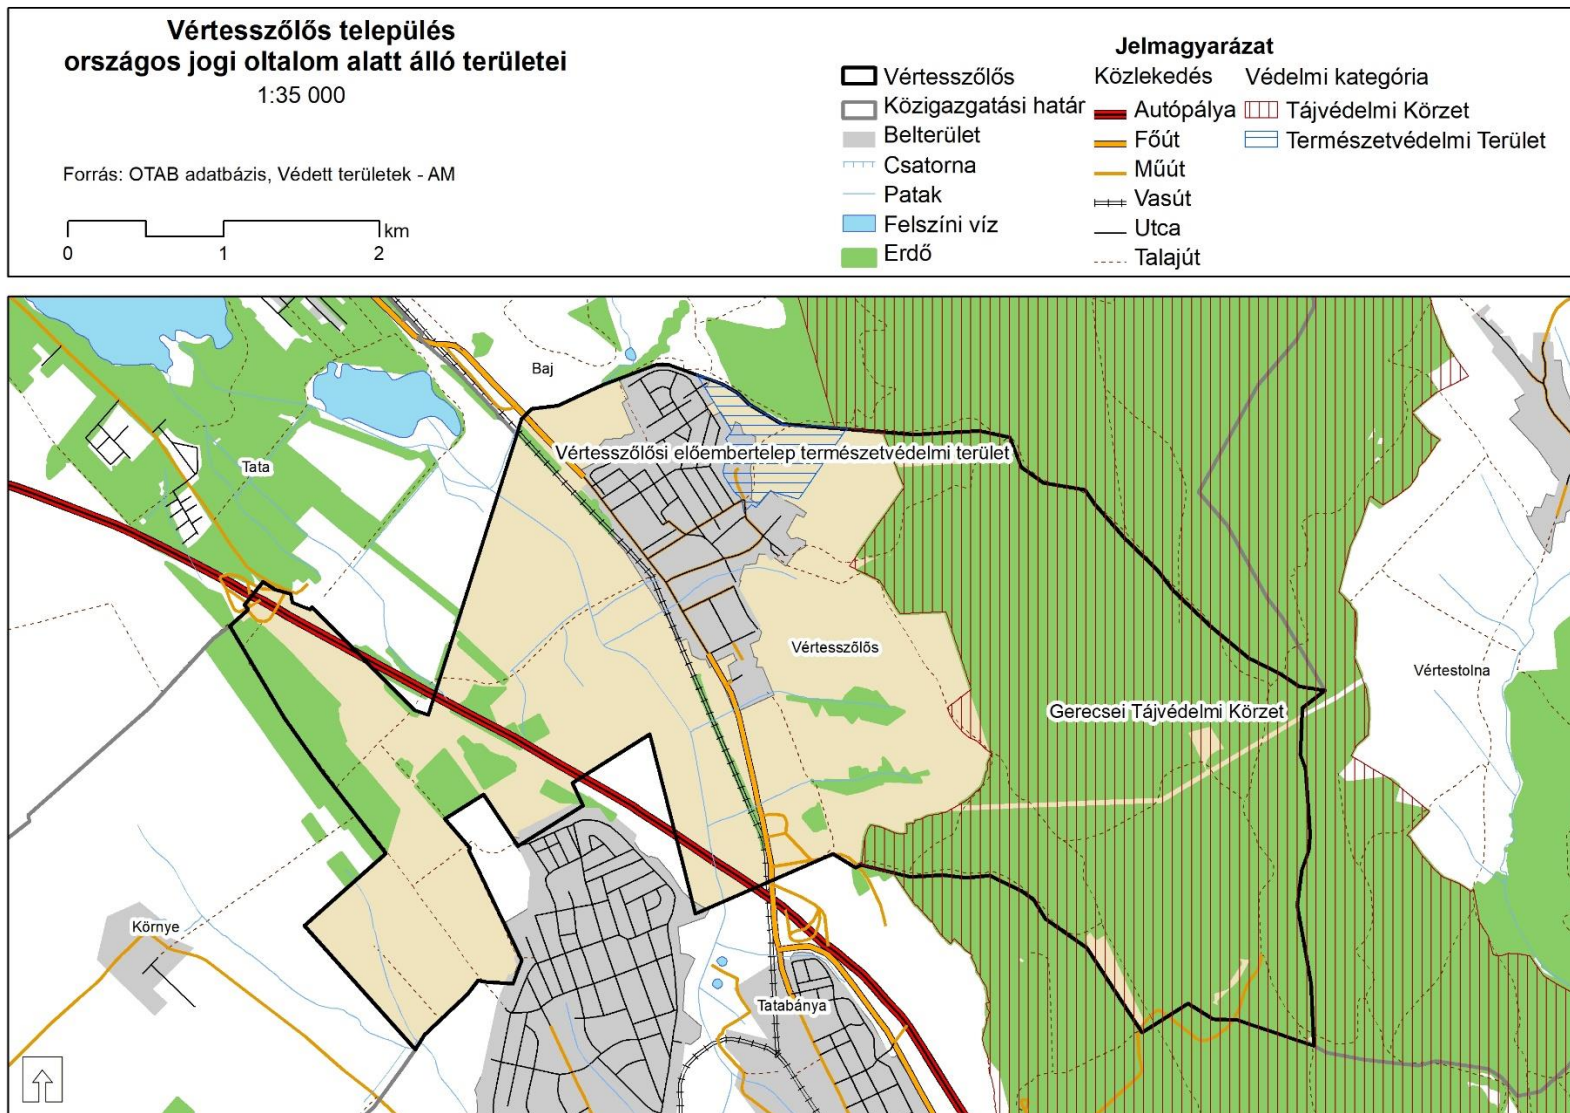 Vértesszőlős település
országos jogi oltalom alatt álló területei
1:35 000
Forrás: OTAB adatbázis, Védett területek - AM
km
0 1 2
Jelmagyarázat
Vértesszőlős
Közigazgatási határ
Belterület
Csatorna
Patak
Felszíni víz
Erdő
Közlekedés
Autópálya
Főút
Műút
Vasút
Utca
Talajút
Védelmi kategória
Tájvédelmi Körzet
Természetvédelmi Terület
Baj
Vértesszőlősi előembertelep természetvédelmi terület
Tata
Vértesszőlős
Vértestolna
Gerecsei Tájvédelmi Körzet
Környe
Tatabánya